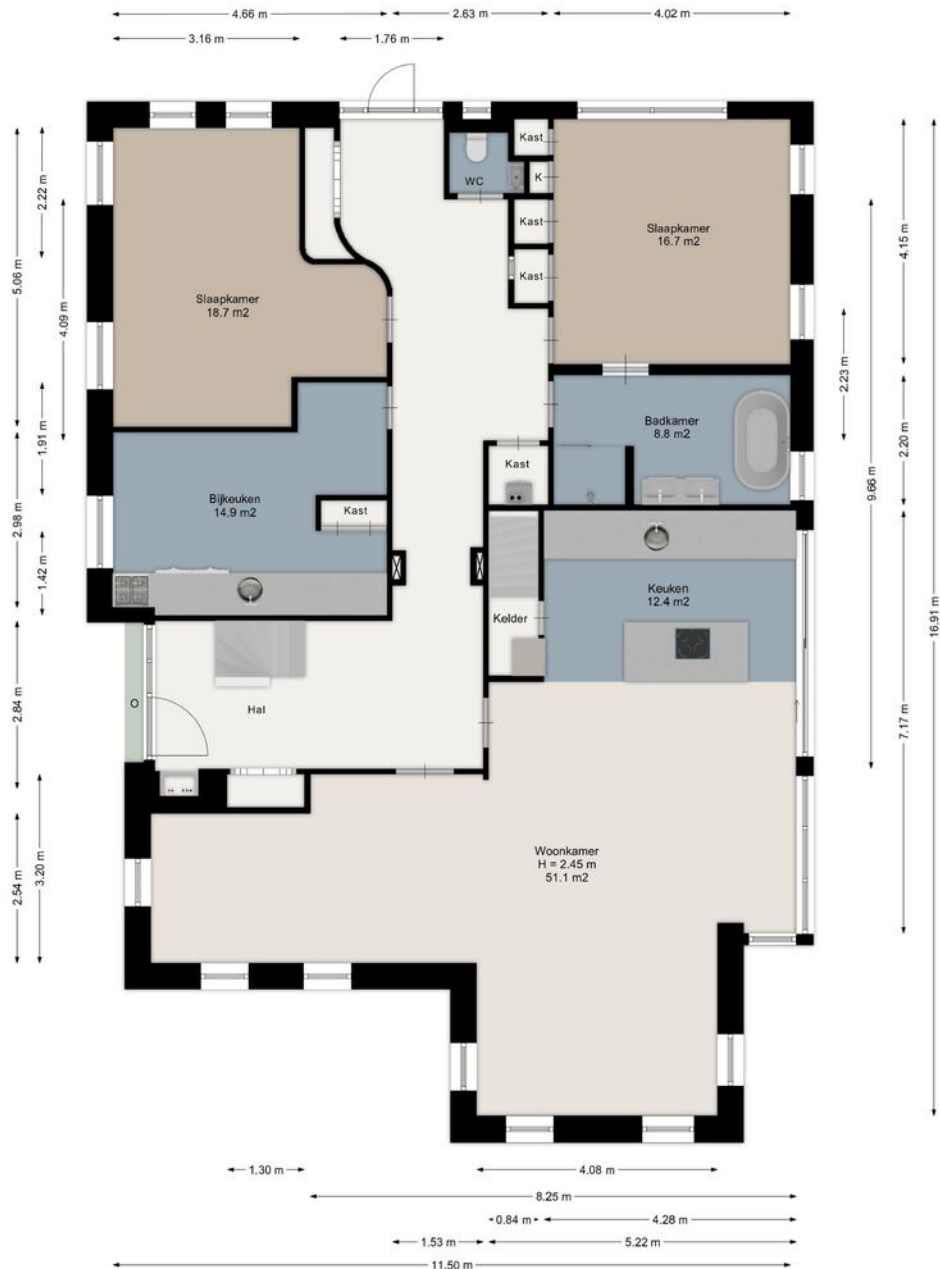 4.66 m
2.63 m
4.02 m
3.16 m
1.76 m
Kast
WC
K
Kast
Slaapkamer
16.7 m2
Kast
Slaapkamer
18.7 m2
Badkamer
8.8 m2
Kast
Bijkeuken
14.9 m2
Kast
Keuken
12.4 m2
Kelder
Hal
Woonkamer
H = 2.45 m
51.1 m2
2.22 m
5.06 m
4.09 m
1.91 m
2.98 m
1.42 m
2.84 m
3.20 m
2.54 m
4.15 m
2.23 m
2.20 m
9.66 m
16.91 m
7.17 m
1.30 m
4.08 m
8.25 m
0.84 m
4.28 m
1.53 m
5.22 m
11.50 m